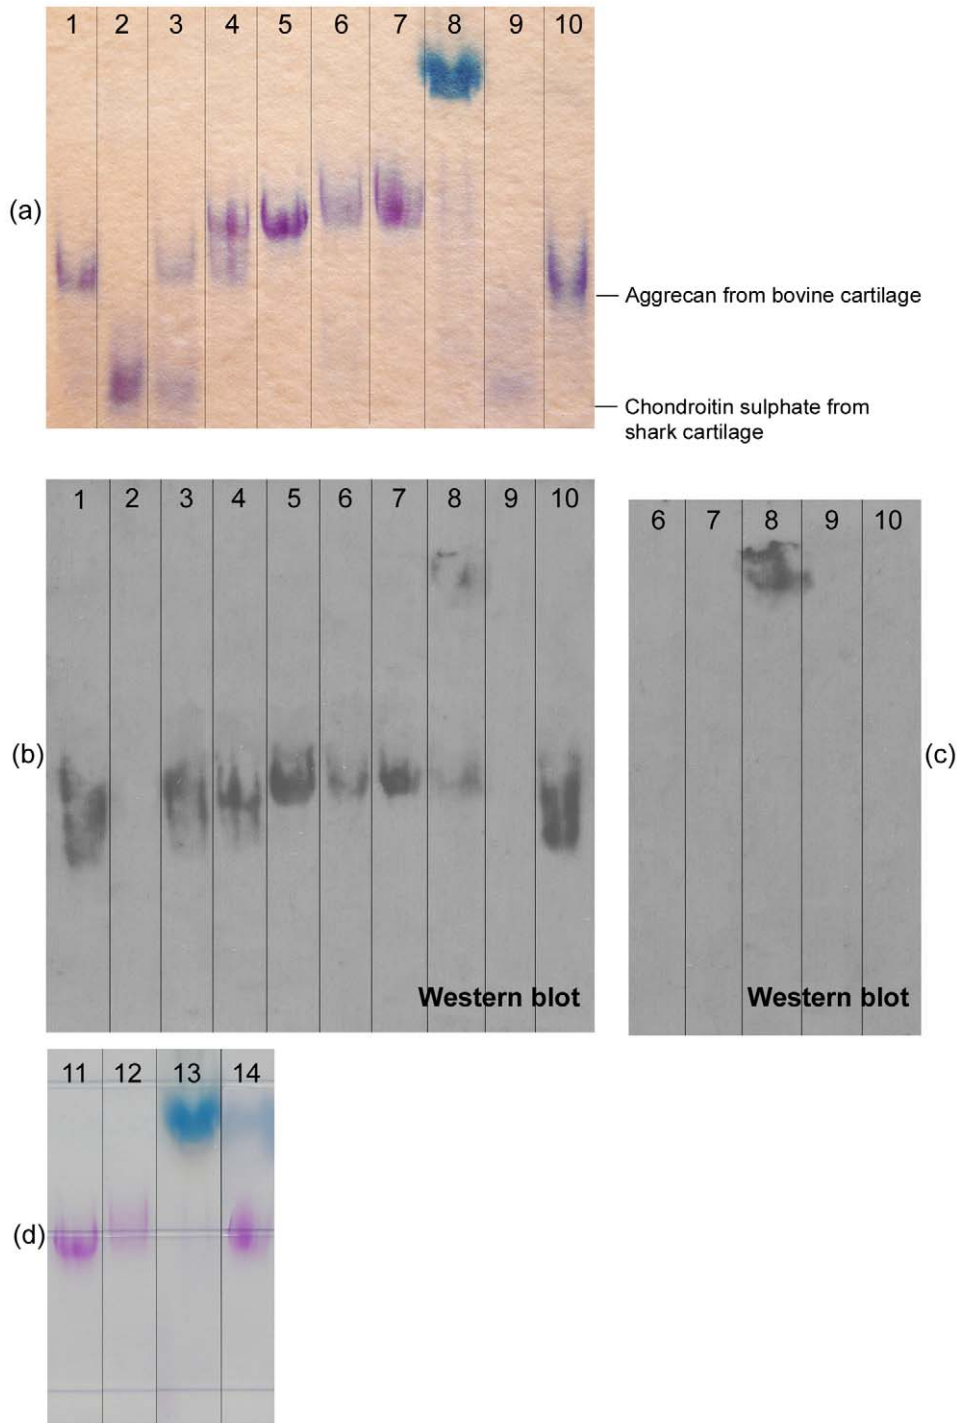 1 2 3 4 5 6 7 8 9 10
(a)
Aggrecan from bovine cartilage
Chondroitin sulphate from
shark cartilage
1 2 3 4 5 6 7 8 9 10
(b)
Western blot
6 7 8 9 10
(c)
Western blot
11 12 13 14
(d)